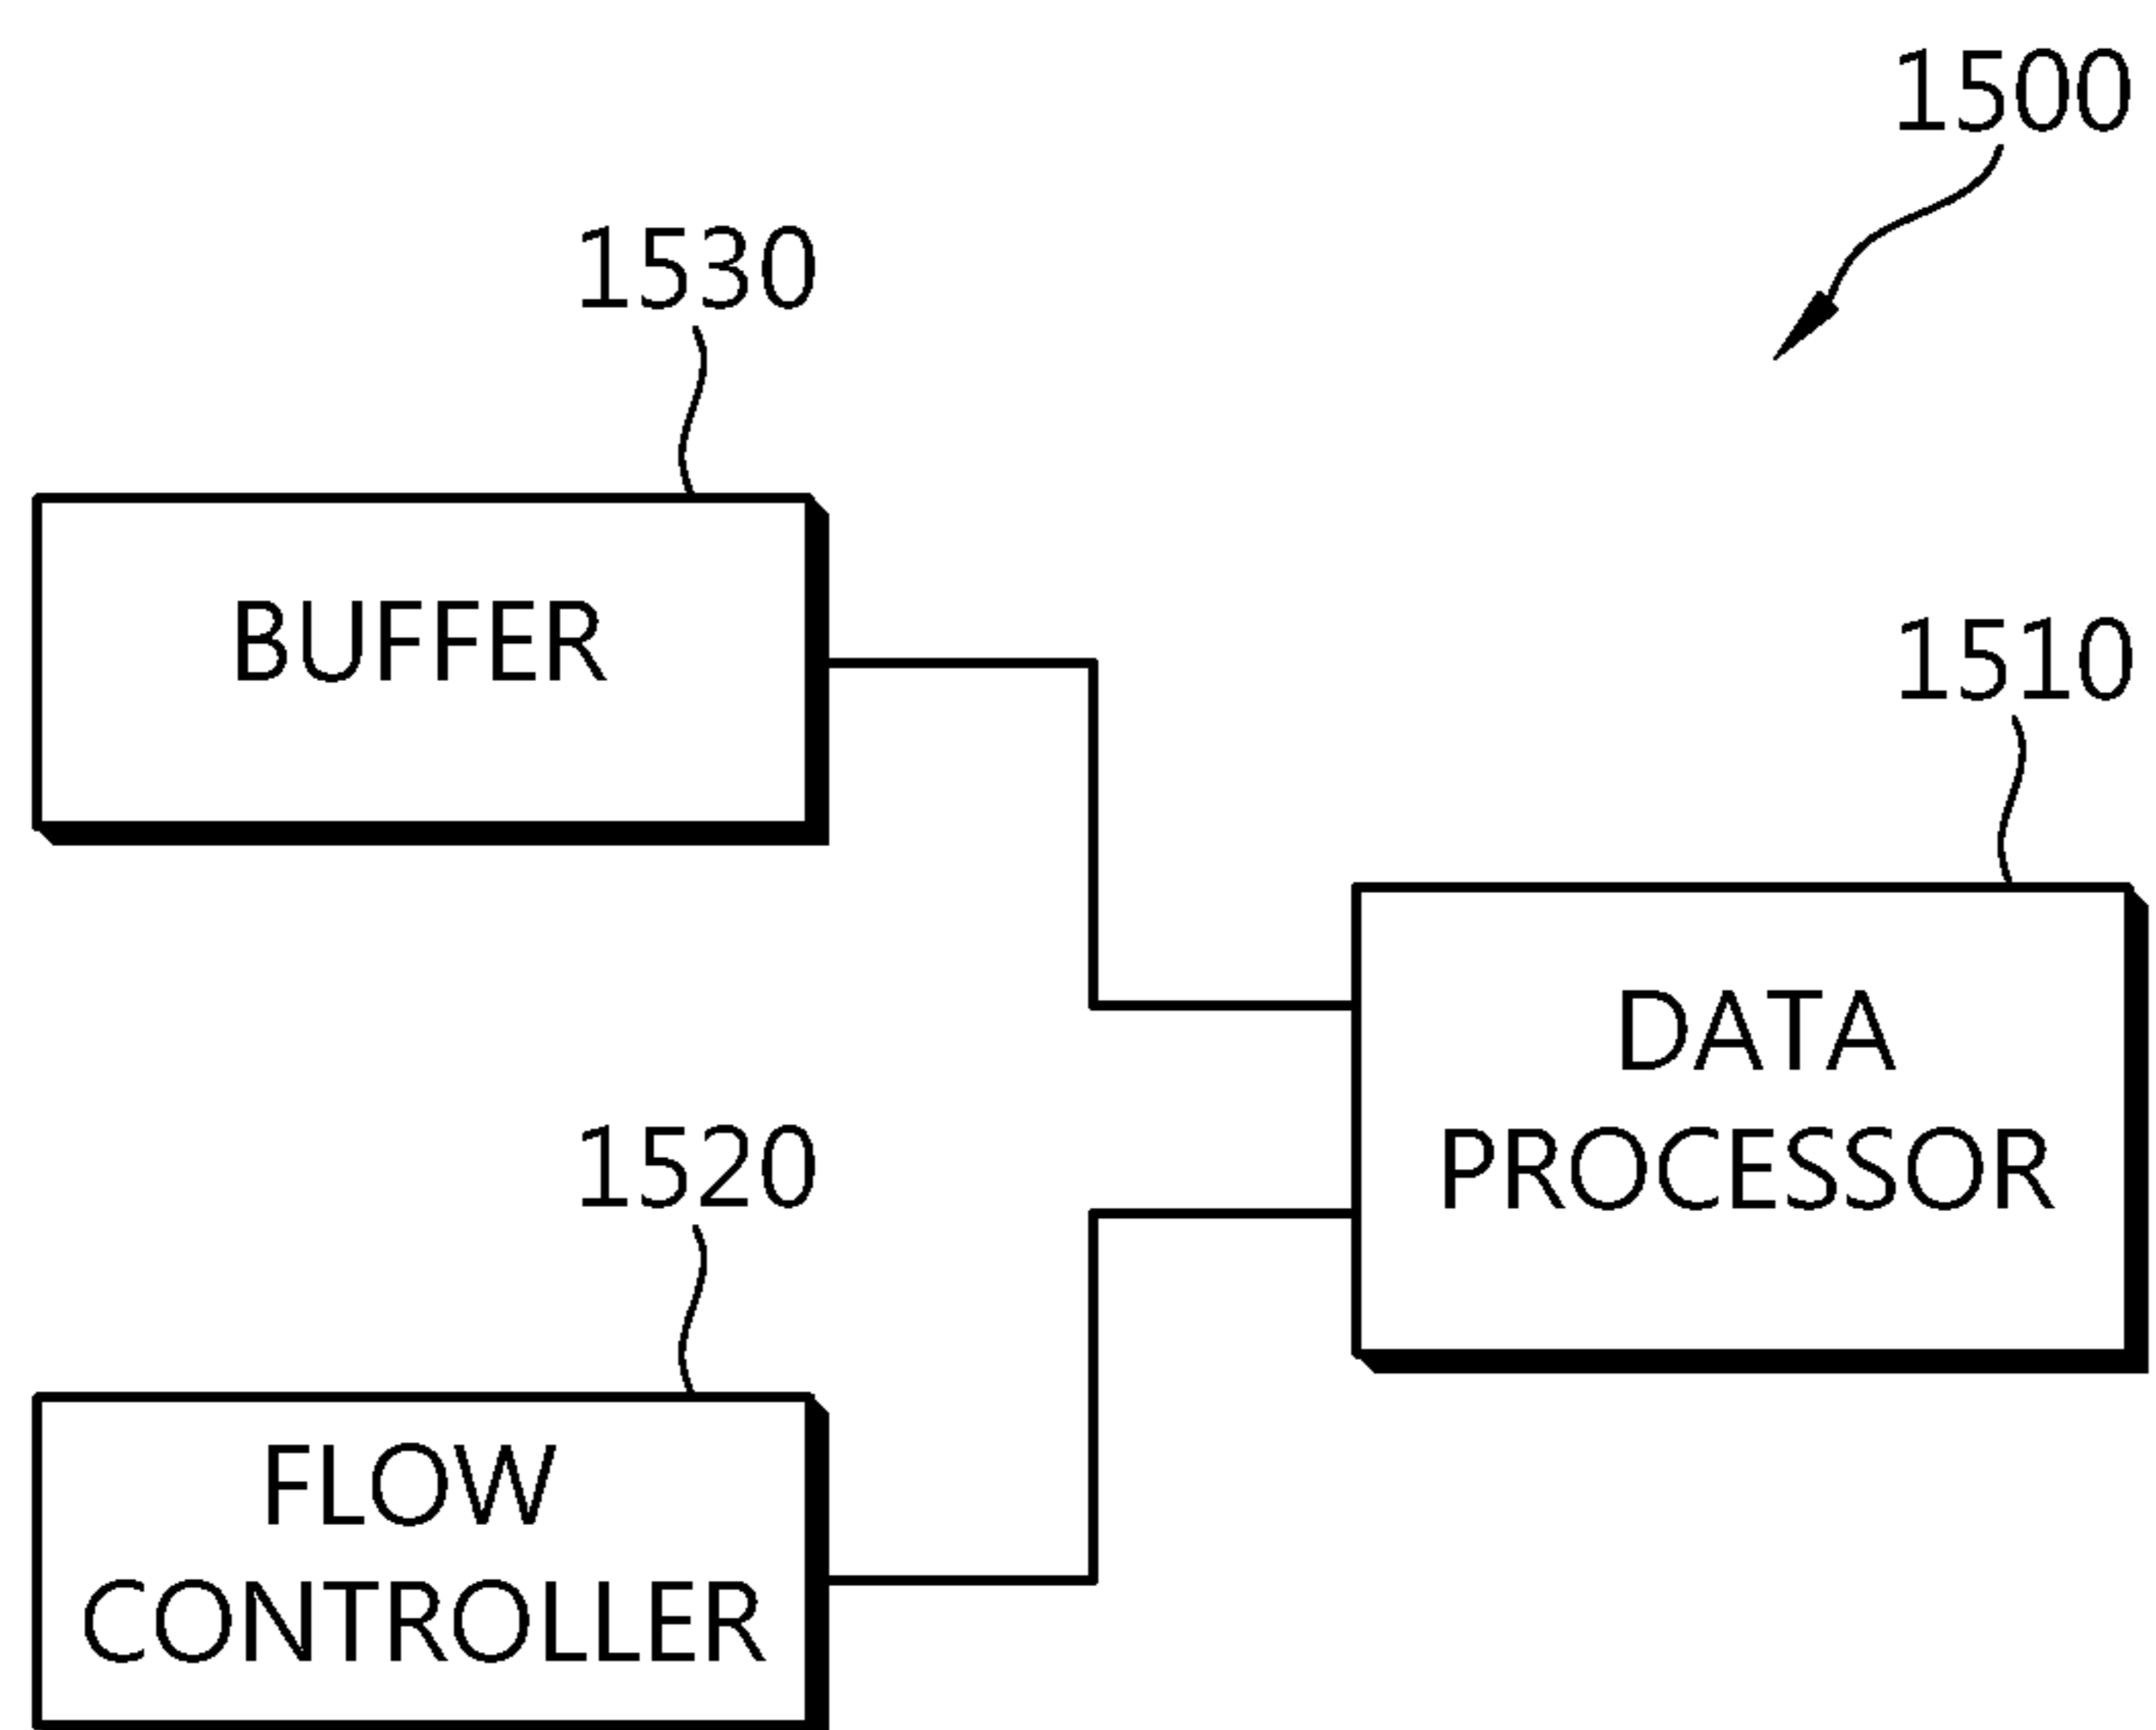 1500
1530
BUFFER
1510
DATA
PROCESSOR
1520
FLOW
CONTROLLER